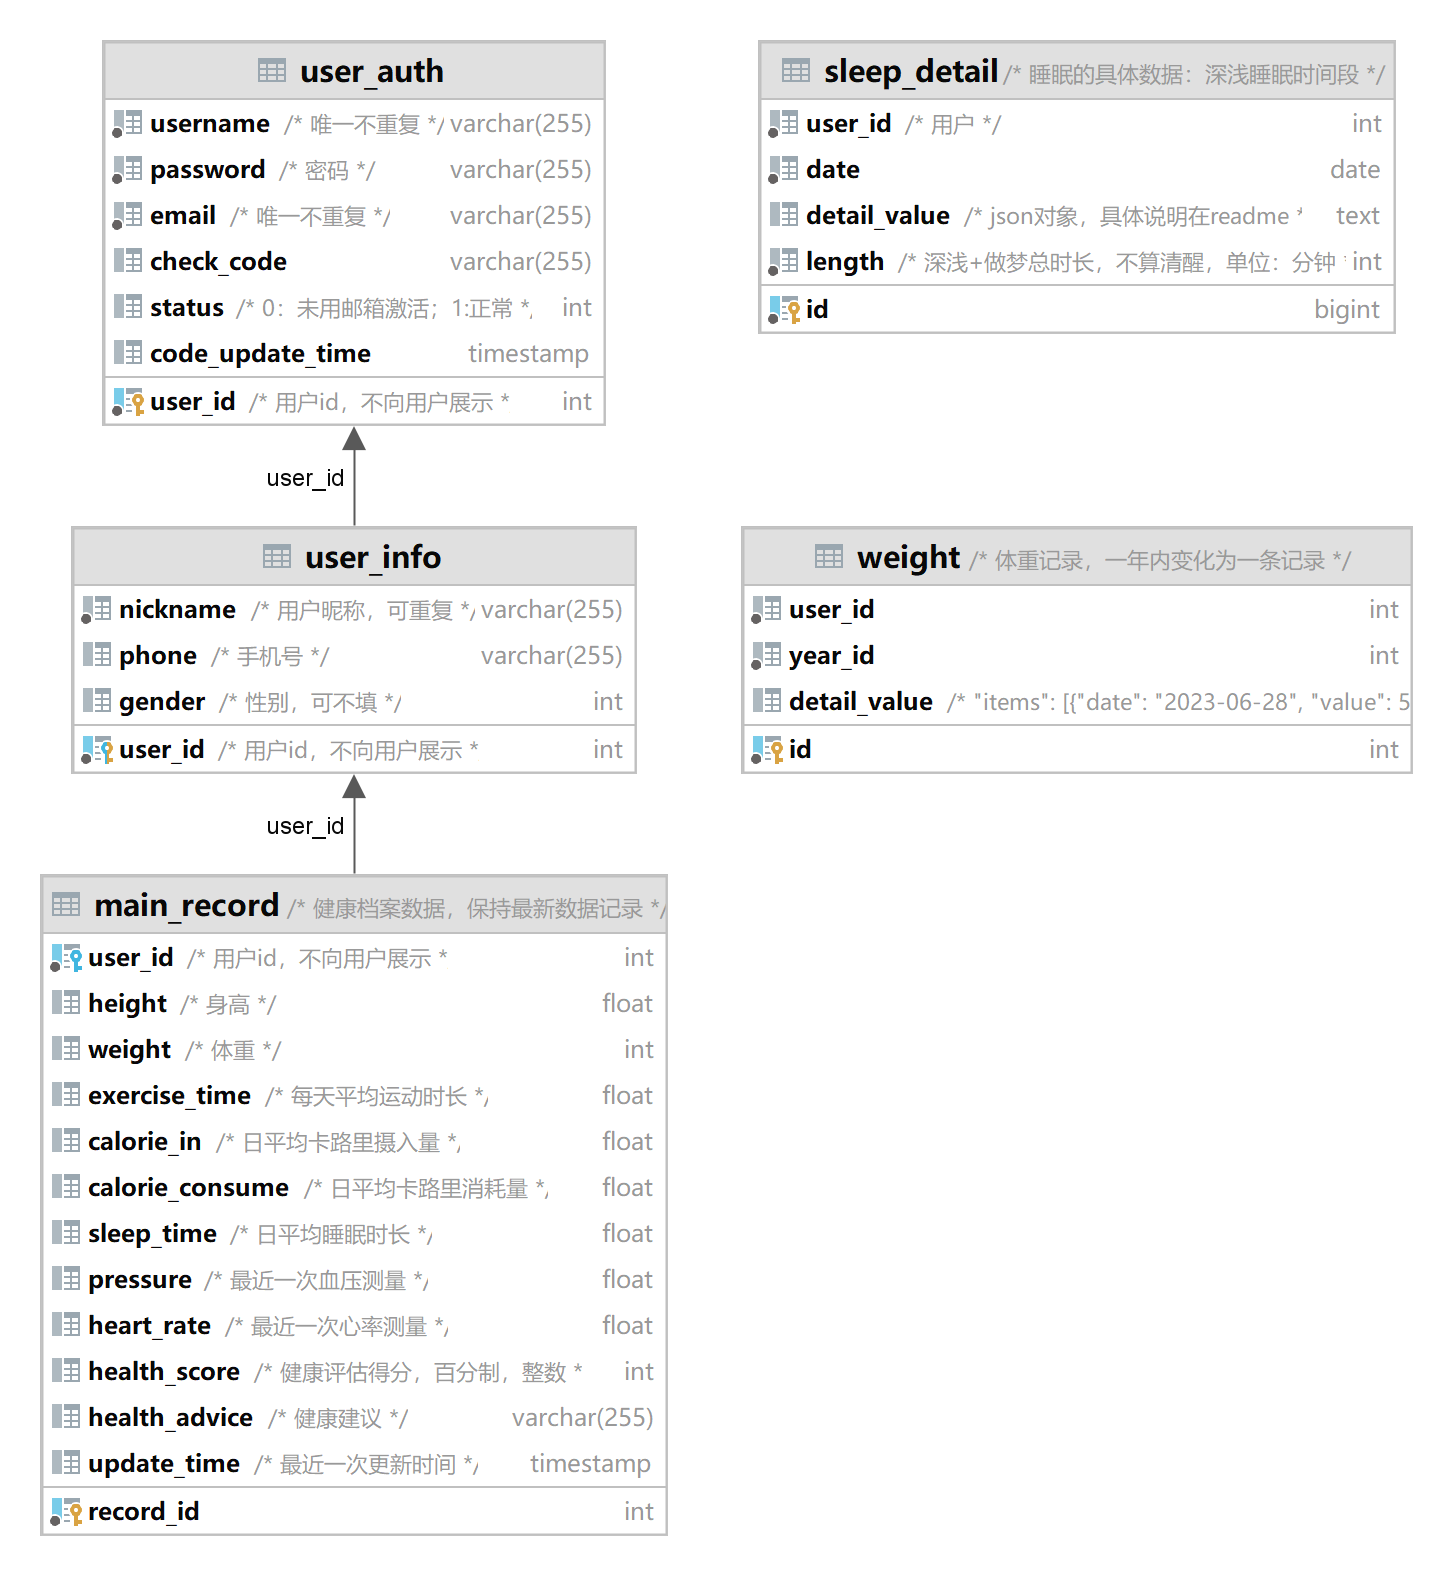 user_auth
username /* 唯一不重复 */ varchar(255)
password /* 密码 */ varchar(255)
email /* 唯一不重复 */ varchar(255)
check_code varchar(255)
status /* 0：未用邮箱激活；1:正常 */ int
code_update_time timestamp
user_id /* 用户id，不向用户展示 * int
user_id
user_info
nickname /* 用户昵称，可重复 */ varchar(255)
phone /* 手机号 */ varchar(255)
gender /* 性别，可不填 */ int
user_id /* 用户id，不向用户展示 * int
user_id
main_record /* 健康档案数据，保持最新数据记录 */
user_id /* 用户id，不向用户展示 * int
height /* 身高 */ float
weight /* 体重 */ int
exercise_time /* 每天平均运动时长 */ float
calorie_in /* 日平均卡路里摄入量 */ float
calorie_consume /* 日平均卡路里消耗量 */ float
sleep_time /* 日平均睡眠时长 */ float
pressure /* 最近一次血压测量 */ float
heart_rate /* 最近一次心率测量 */ float
health_score /* 健康评估得分，百分制，整数 * int
health_advice /* 健康建议 */ varchar(255)
update_time /* 最近一次更新时间 */ timestamp
record_id int
sleep_detail /* 睡眠的具体数据：深浅睡眠时间段 */
user_id /* 用户 */ int
date date
detail_value /* json对象，具体说明在readme * text
length /* 深浅+做梦总时长，不算清醒，单位：分钟 * int
id bigint
weight /* 体重记录，一年内变化为一条记录 */
user_id int
year_id int
detail_value /* "items": [{"date": "2023-06-28", "value": 5
id int